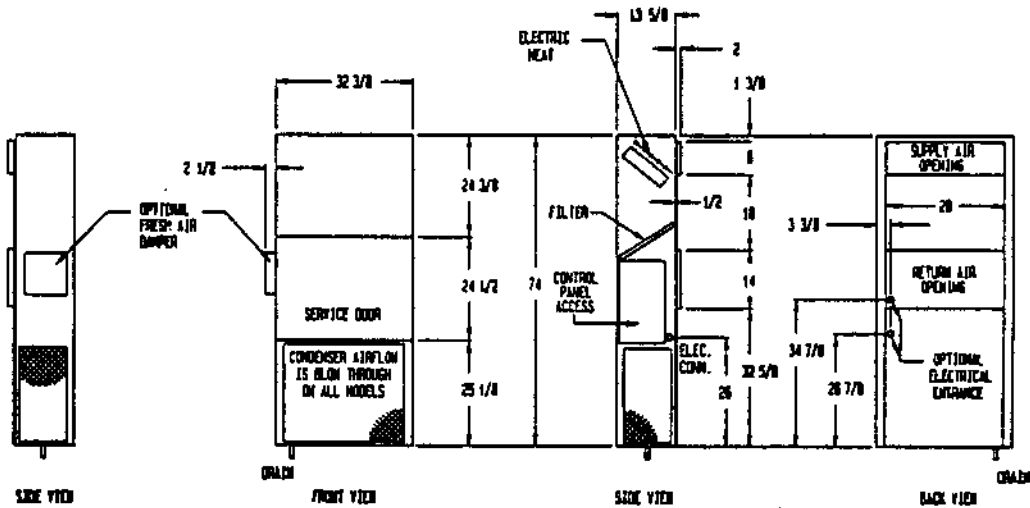 13 5/8
ELECTRIC
HEAT
2
1 3/8
32 3/8
SUPPLY AIR
OPENING
8
2 1/2
24 3/8
OPTIONAL
FRESH AIR
DAMPER
FILTER
1/2
18
28
3 3/8
24 1/2
74
CONTROL
PANEL
ACCESS
14
RETURN AIR
OPENING
SERVICE DOOR
CONDENSER AIRFLOW
IS BLOW THROUGH
ON ALL MODELS
ELEC.
CONN.
32 5/8
34 7/8
OPTIONAL
ELECTRICAL
ENTRANCE
25 1/8
26
26 7/8
DRAIN
DRAIN
SIDE VIEW
FRONT VIEW
SIDE VIEW
BACK VIEW